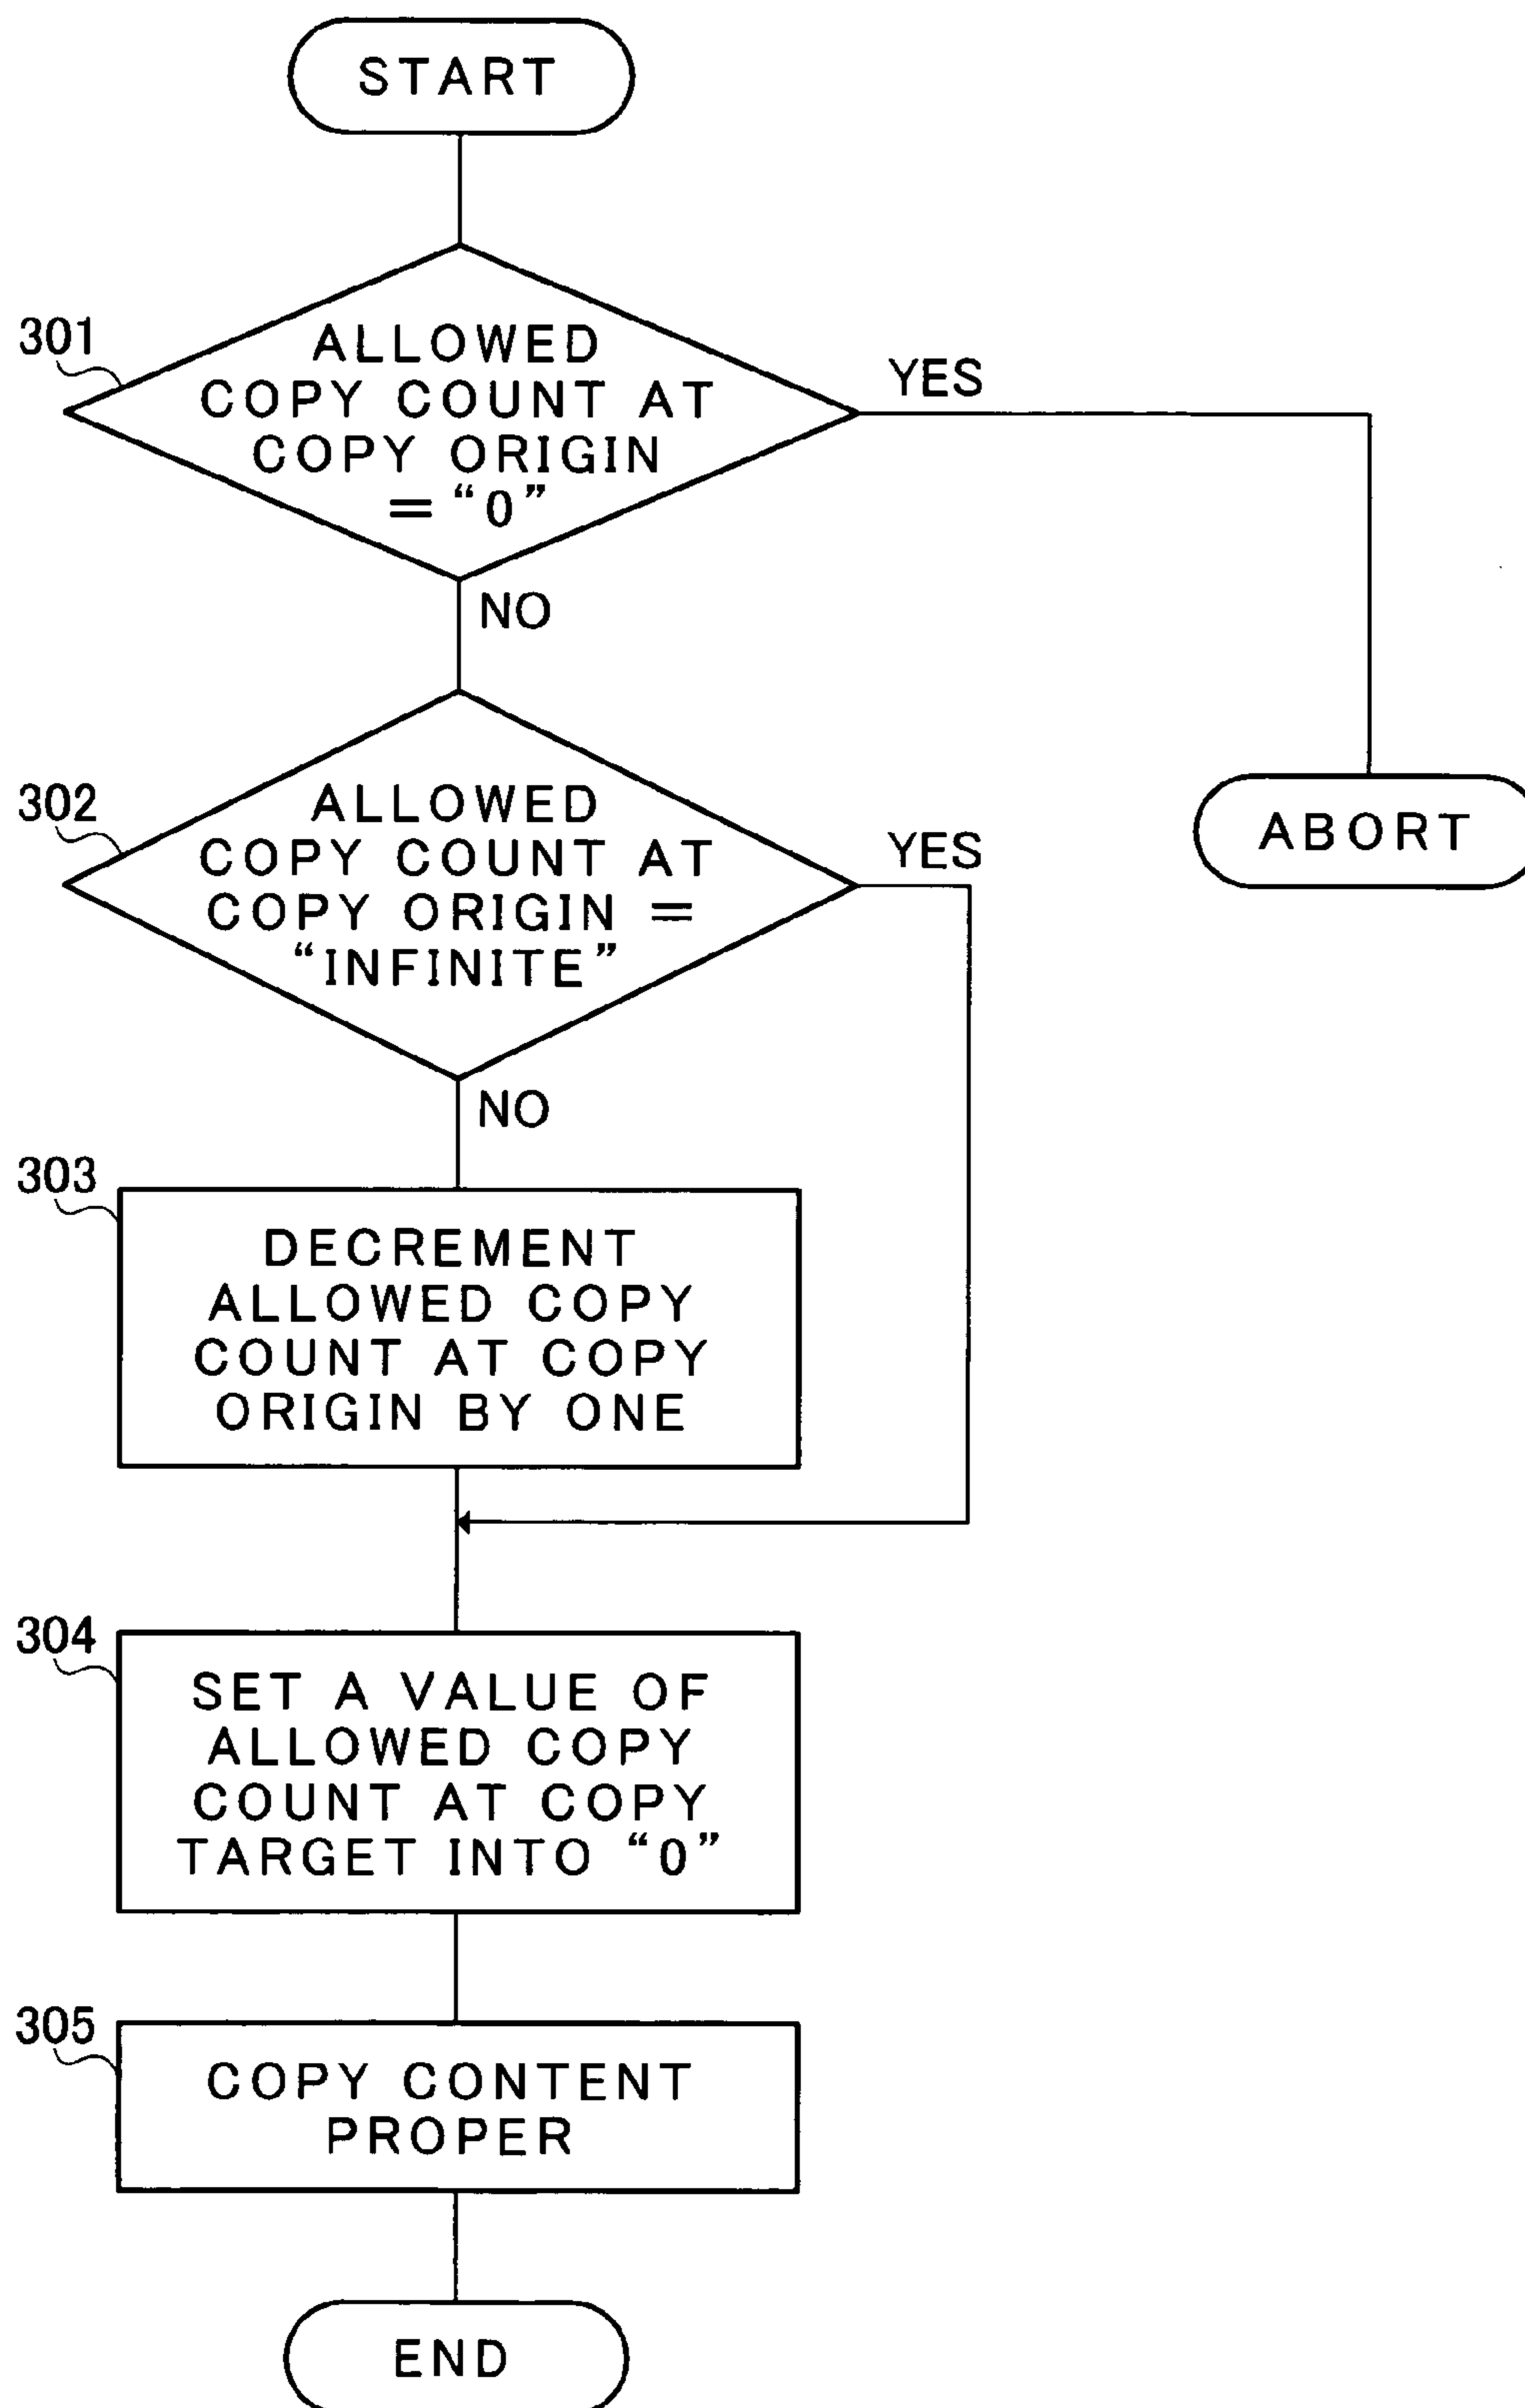 START
301
ALLOWED
COPY COUNT AT
COPY ORIGIN
= “0”
YES
NO
302
ALLOWED
COPY COUNT AT
COPY ORIGIN =
“INFINITE”
YES
ABORT
NO
303
DECREMENT
ALLOWED COPY
COUNT AT COPY
ORIGIN BY ONE
304
SET A VALUE OF
ALLOWED COPY
COUNT AT COPY
TARGET INTO “0”
305
COPY CONTENT
PROPER
END